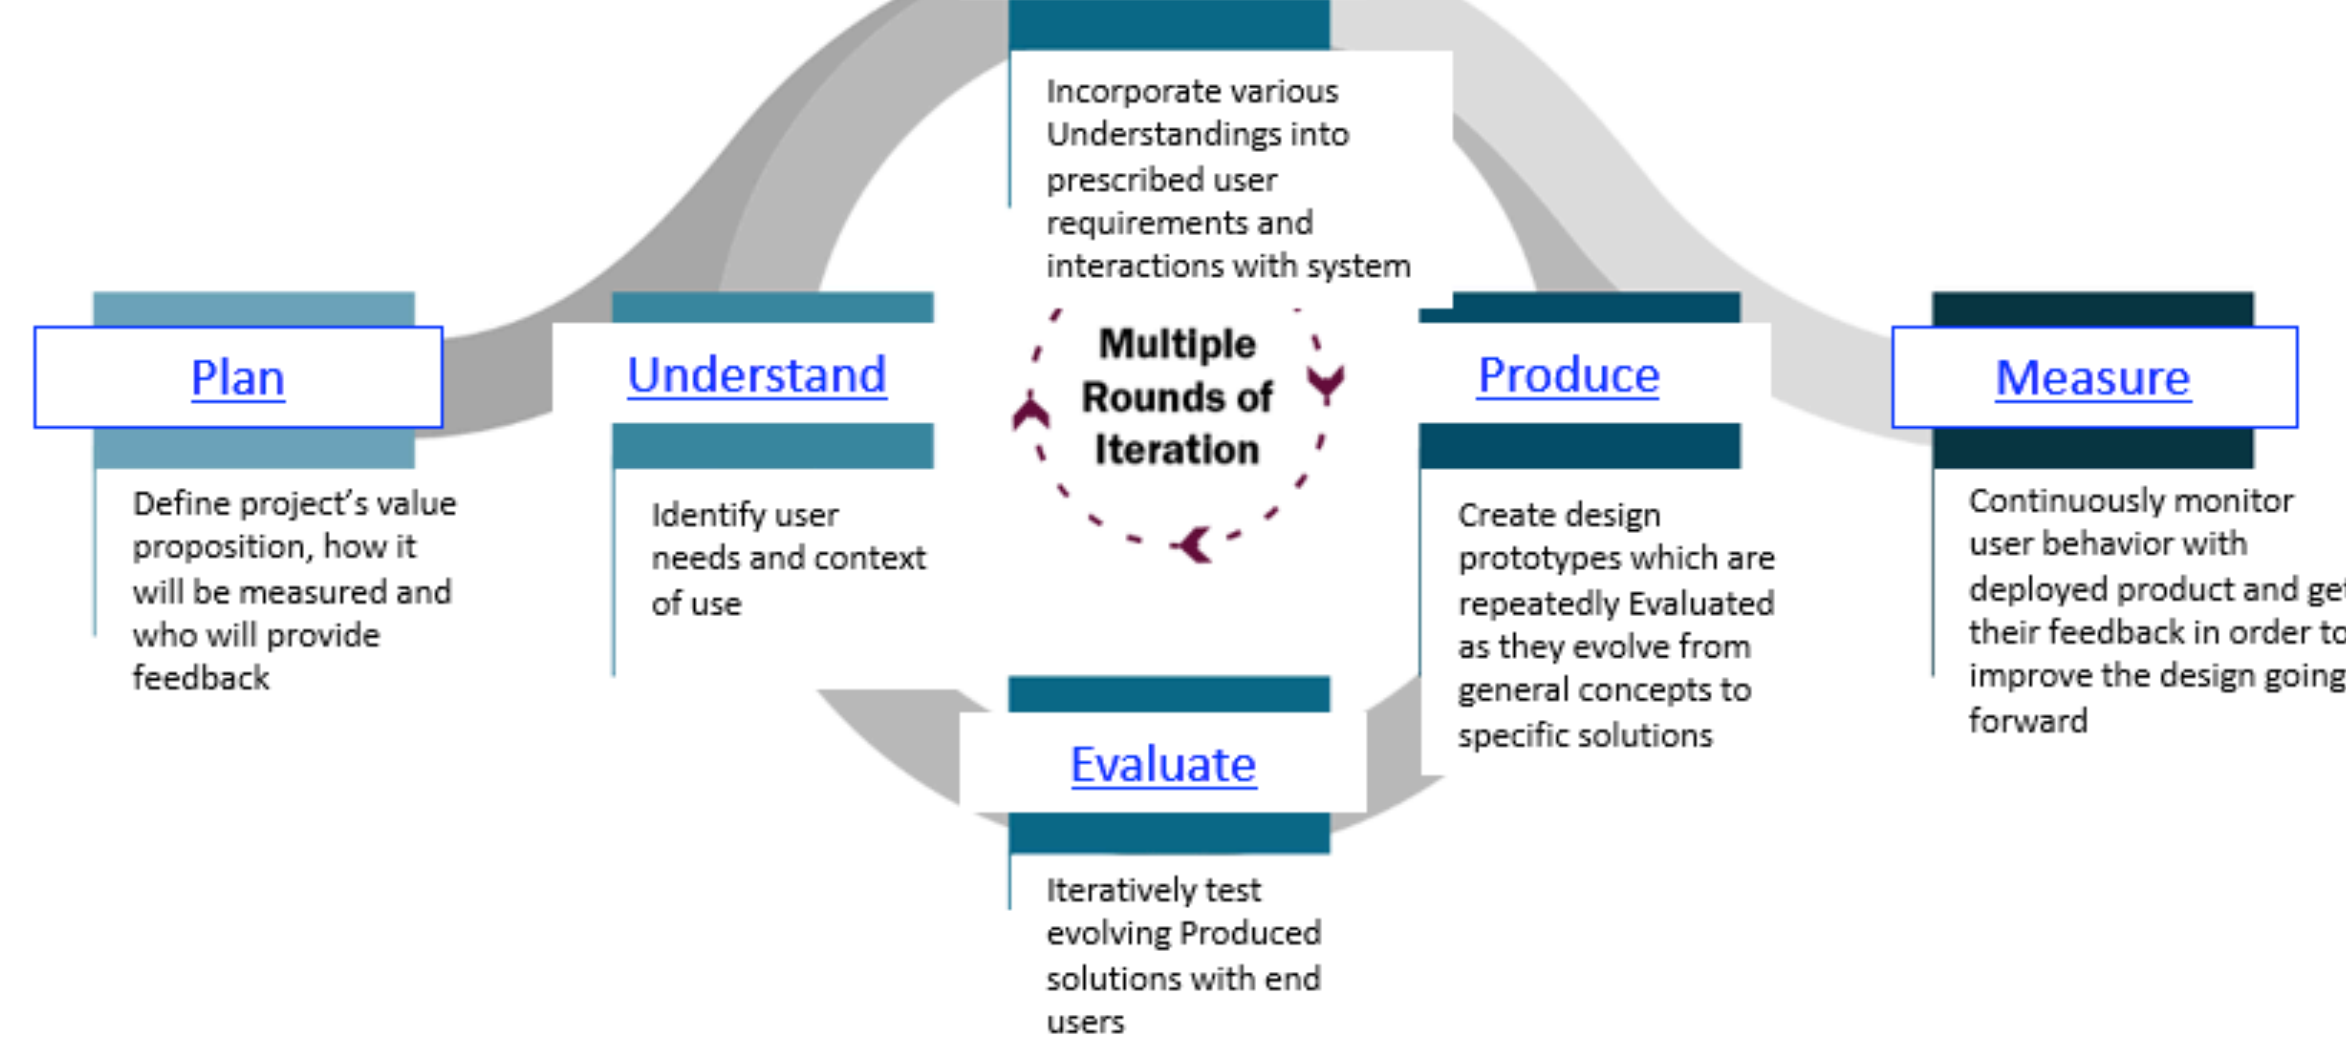 Incorporate various
Understandings into
prescribed user
requirements and
interactions with system
Plan
Define project’s value
proposition, how it
will be measured and
who will provide
feedback
Understand
Identify user
needs and context
of use
Multiple
Rounds of
Iteration
Produce
Create design
prototypes which are
repeatedly Evaluated
as they evolve from
general concepts to
specific solutions
Measure
Continuously monitor
user behavior with
deployed product and get
their feedback in order to
improve the design going
forward
Evaluate
Iteratively test
evolving Produced
solutions with end
users